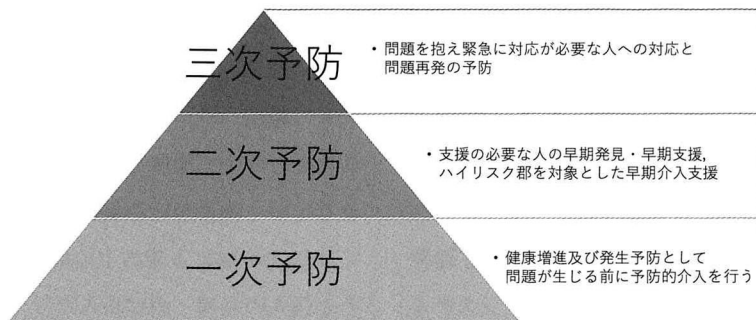 三次予防
・問題を抱え緊急に対応が必要な人への対応と
問題再発の予防
二次予防
・支援の必要な人の早期発見・早期支援,
ハイリスク郡を対象とした早期介入支援
一次予防
・健康増進及び発生予防として
問題が生じる前に予防的介入を行う